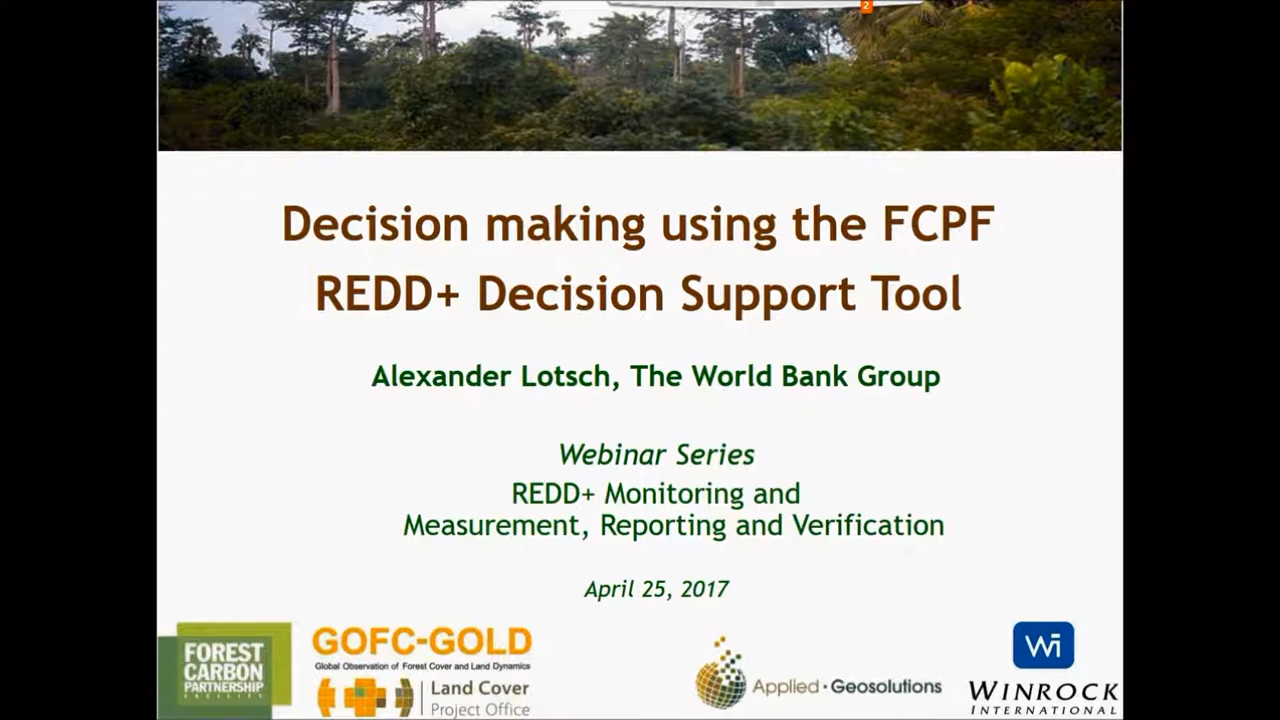 2
Decision making using the FCPF
REDD+ Decision Support Tool
Alexander Lotsch, The World Bank Group
Webinar Series
REDD+ Monitoring and
Measurement, Reporting and Verification
April 25, 2017
FOREST
CARBON
PARTNERSHIP
FACILITY
GOFC-GOLD
Global Observation of Forest Cover and Land Dynamics
Land Cover
Project Office
Applied·Geosolutions
Wi
WINROCK
INTERNATIONAL